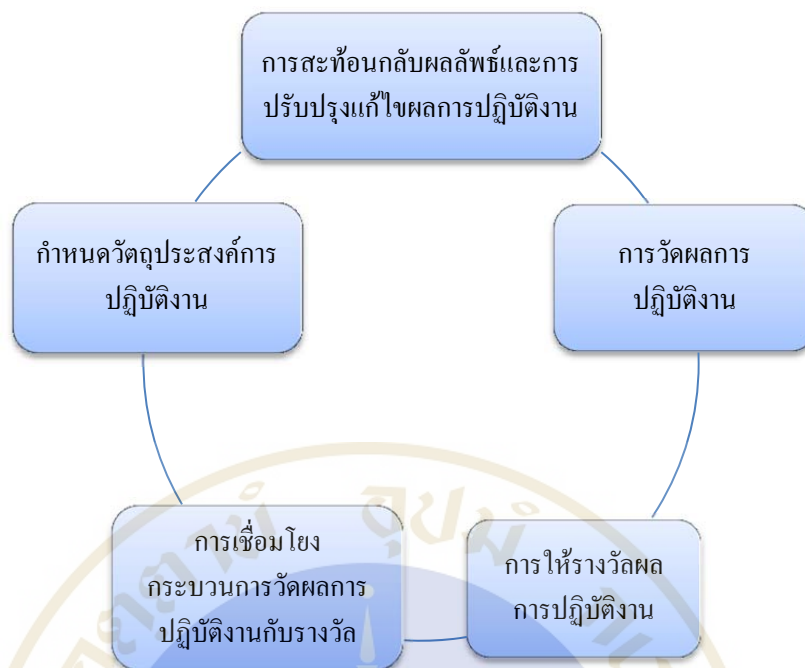 การสะท้อนกลับผลลัพธ์และการ
ปรับปรุงแก้ไขผลการปฏิบัติงาน
กำหนดวัตถุประสงค์การ
ปฏิบัติงาน
การวัดผลการ
ปฏิบัติงาน
การเชื่อมโยง
กระบวนการวัดผลการ
ปฏิบัติงานกับรางวัล
การให้รางวัลผล
การปฏิบัติงาน